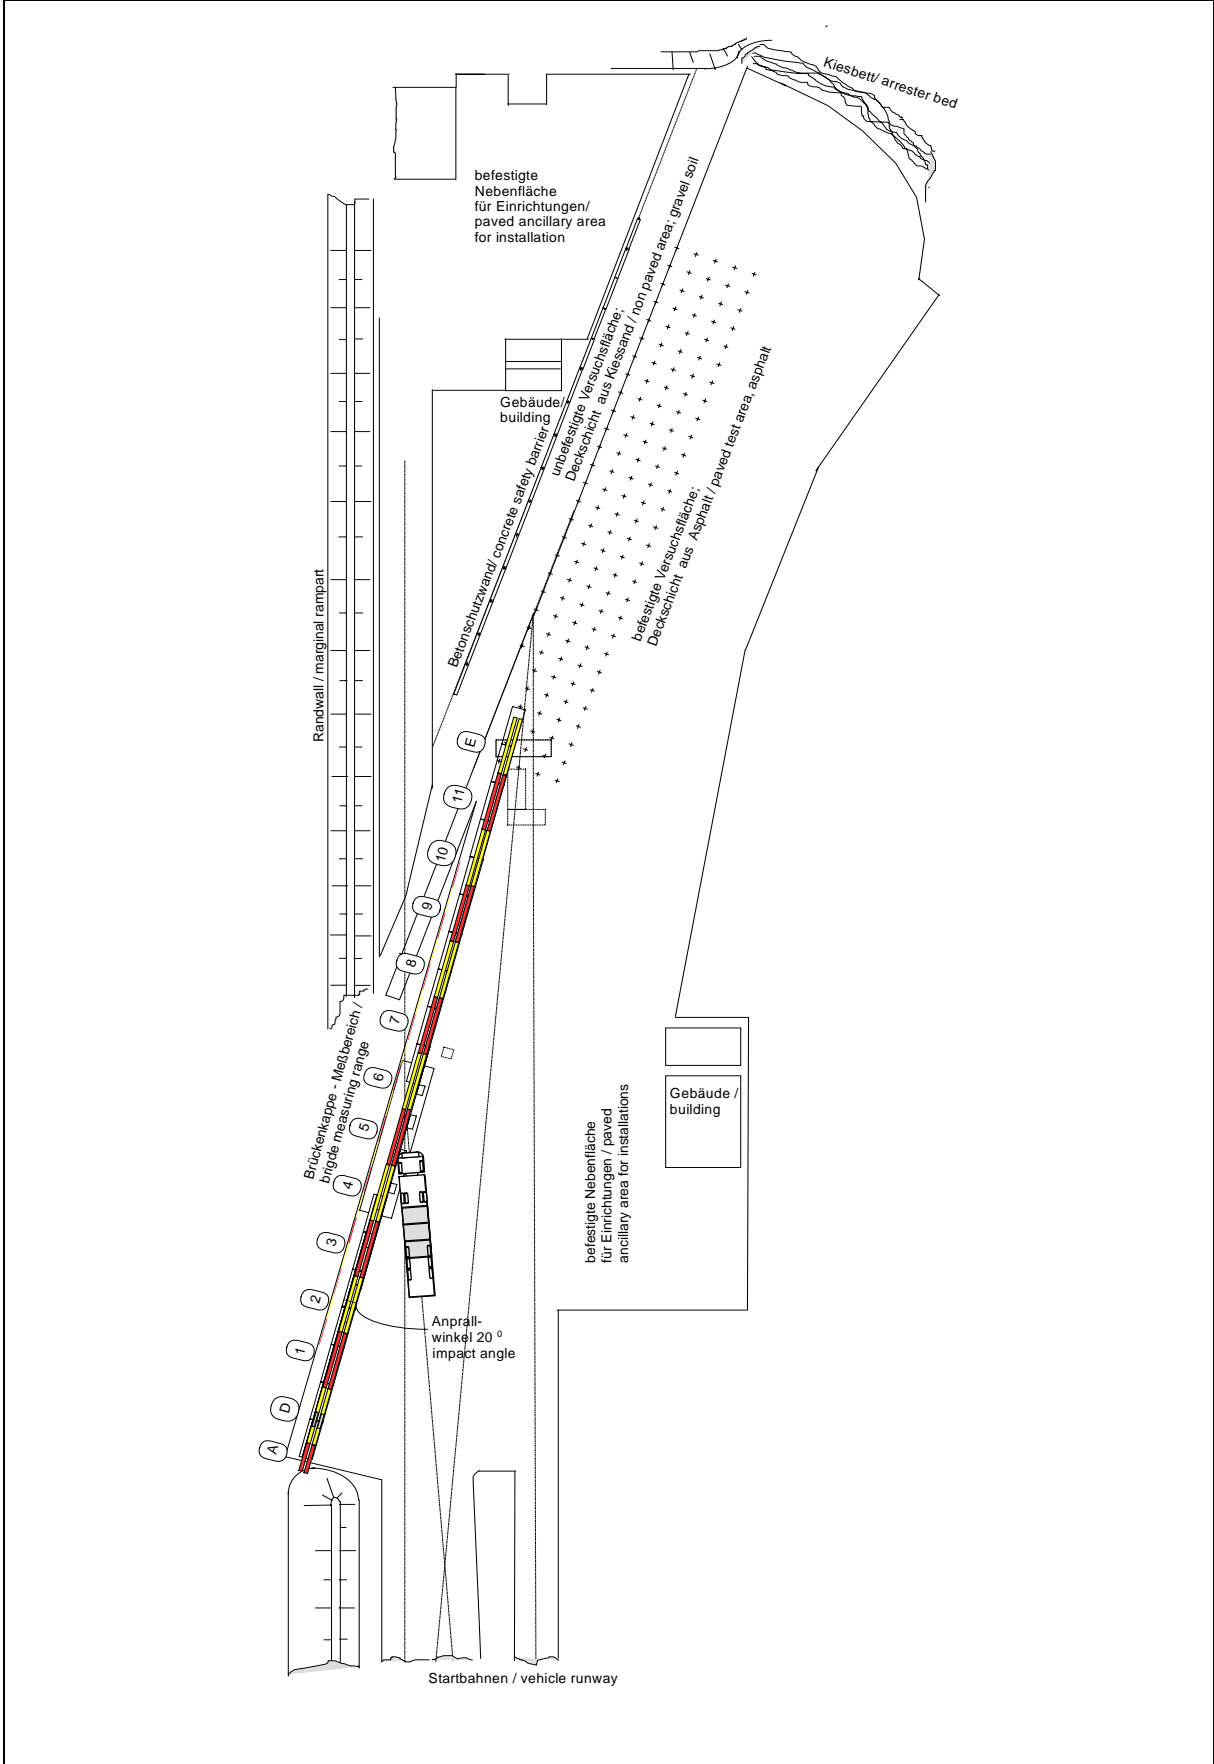 Kiesbett/ arrester bed
befestigte
Nebenfläche
für Einrichtungen/
paved ancillary area
for installation
Gebäude/
building
unbefestigte Versuchsfläche;
Deckschicht aus Kiessand / non paved area; gravel soil
Betonschutzwand/ concrete safety barrier
befestigte Versuchsfläche;
Deckschicht aus Asphalt / paved test area, asphalt
Randwall / marginal rampart
E
11
10
9
8
7
6
5
4
3
2
1
D
A
Brückenkappe - Meßbereich /
brigde measuring range
Gebäude /
building
befestigte Nebenfläche
für Einrichtungen / paved
ancillary area for installations
Anprall-
winkel 20 ⁰
impact angle
Startbahnen / vehicle runway